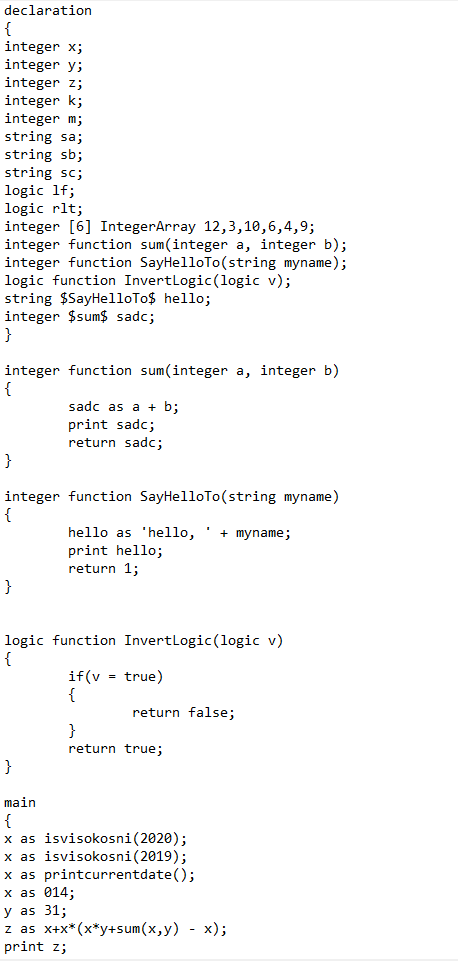 declaration
{
integer x;
integer y;
integer z;
integer k;
integer m;
string sa;
string sb;
string sc;
logic lf;
logic rlt;
integer [6] IntegerArray 12,3,10,6,4,9;
integer function sum(integer a, integer b);
integer function SayHelloTo(string myname);
logic function InvertLogic(logic v);
string $SayHelloTo$ hello;
integer $sum$ sadc;
}

integer function sum(integer a, integer b)
{
        sadc as a + b;
        print sadc;
        return sadc;
}

integer function SayHelloTo(string myname)
{
        hello as 'hello, ' + myname;
        print hello;
        return 1;
}


logic function InvertLogic(logic v)
{
        if(v = true)
        {
                return false;
        }
        return true;
}

main
{
x as isvisokosni(2020);
x as isvisokosni(2019);
x as printcurrentdate();
x as 014;
y as 31;
z as x+x*(x*y+sum(x,y) - x);
print z;